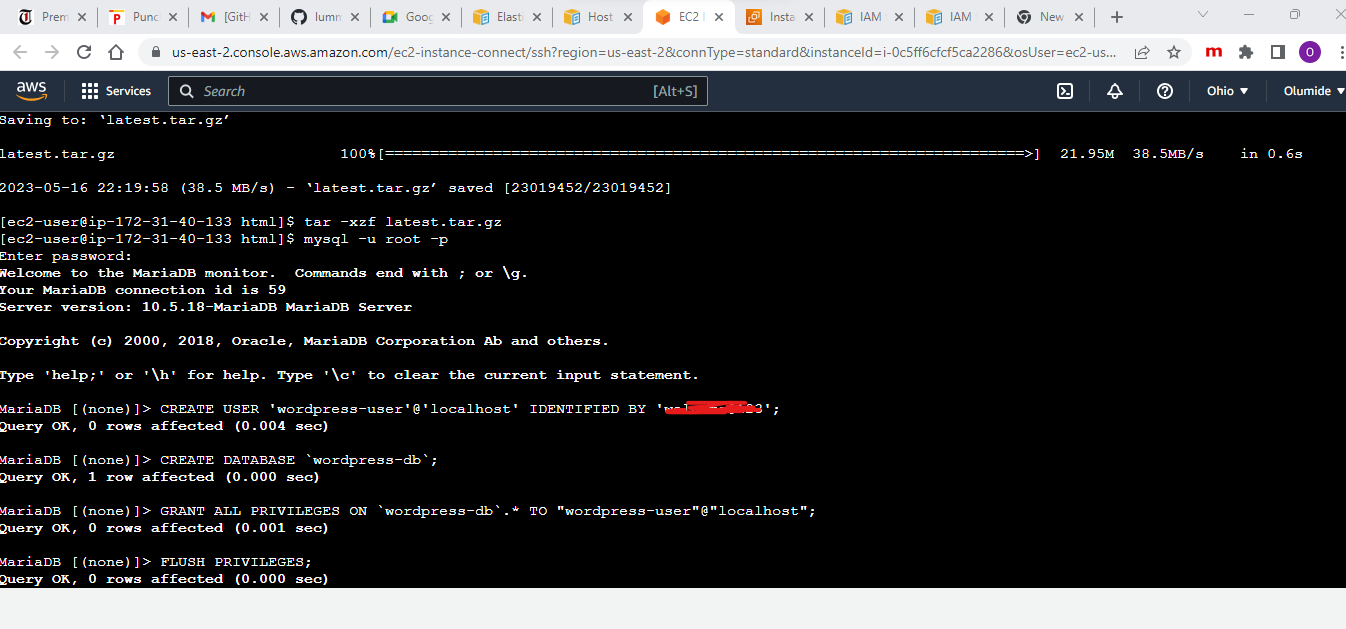 Prem
Punc
[GitH
lumm
Goog
Elasti
Host
EC2 I
Insta
IAM
IAM
New
us-east-2.console.aws.amazon.com/ec2-instance-connect/ssh?region=us-east-2&connType=standard&instanceId=i-0c5ff6cfcf5ca2286&osUser=ec2-us...
m
O
aws
Services
Search
[Alt+S]
Ohio
Olumide
Saving to: ‘latest.tar.gz’
latest.tar.gz 100%[=======================================================================>] 21.95M 38.5MB/s in 0.6s
2023-05-16 22:19:58 (38.5 MB/s) - ‘latest.tar.gz’ saved [23019452/23019452]
[ec2-user@ip-172-31-40-133 html]$ tar -xzf latest.tar.gz
[ec2-user@ip-172-31-40-133 html]$ mysql -u root -p
Enter password:
Welcome to the MariaDB monitor.  Commands end with ; or \g.
Your MariaDB connection id is 59
Server version: 10.5.18-MariaDB MariaDB Server
Copyright (c) 2000, 2018, Oracle, MariaDB Corporation Ab and others.
Type 'help;' or '\h' for help. Type '\c' to clear the current input statement.
MariaDB [(none)]> CREATE USER 'wordpress-user'@'localhost' IDENTIFIED BY '';
Query OK, 0 rows affected (0.004 sec)
MariaDB [(none)]> CREATE DATABASE `wordpress-db`;
Query OK, 1 row affected (0.000 sec)
MariaDB [(none)]> GRANT ALL PRIVILEGES ON `wordpress-db`.* TO "wordpress-user"@"localhost";
Query OK, 0 rows affected (0.001 sec)
MariaDB [(none)]> FLUSH PRIVILEGES;
Query OK, 0 rows affected (0.000 sec)